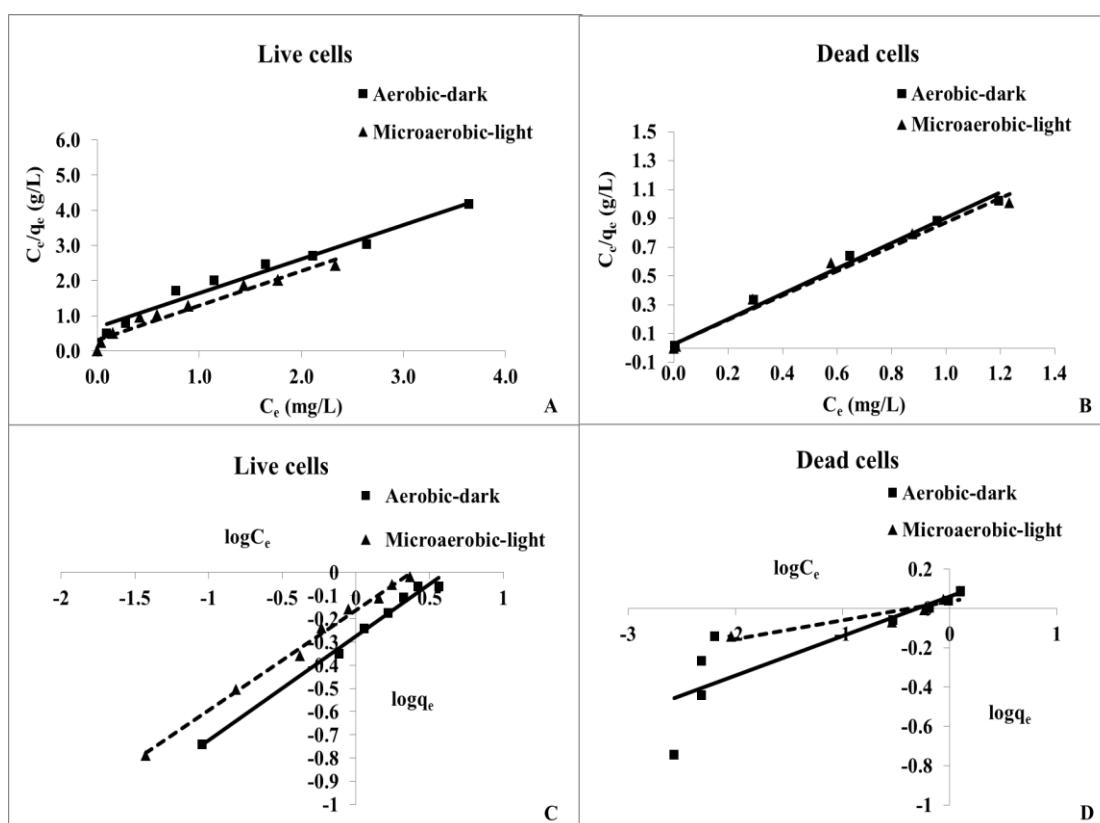 Live cells
Aerobic-dark
Microaerobic-light
6.0
5.0
4.0
3.0
2.0
1.0
0.0
Cₑ/qₑ (g/L)
0.0 1.0 2.0 3.0 4.0
Cₑ (mg/L)
A
Dead cells
Aerobic-dark
Microaerobic-light
1.5
1.3
1.1
0.9
0.7
0.5
0.3
0.1
-0.1
Cₑ/qₑ (g/L)
0.0 0.2 0.4 0.6 0.8 1.0 1.2 1.4
Cₑ (mg/L)
B
Live cells
Aerobic-dark
Microaerobic-light
logCₑ
-2 -1.5 -1 -0.5 0 0.5 1
0
-0.1
-0.2
-0.3
-0.4
-0.5
-0.6
-0.7
-0.8
-0.9
-1
logqₑ
C
Dead cells
Aerobic-dark
Microaerobic-light
logCₑ
0.2
0
-0.2
-0.4
-0.6
-0.8
-1
-3 -2 -1 0 1
logqₑ
D